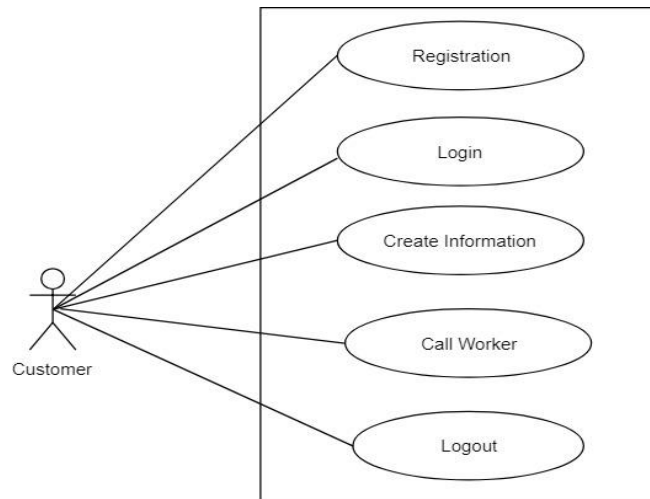 Registration
Login
Create Information
Call Worker
Customer
Logout